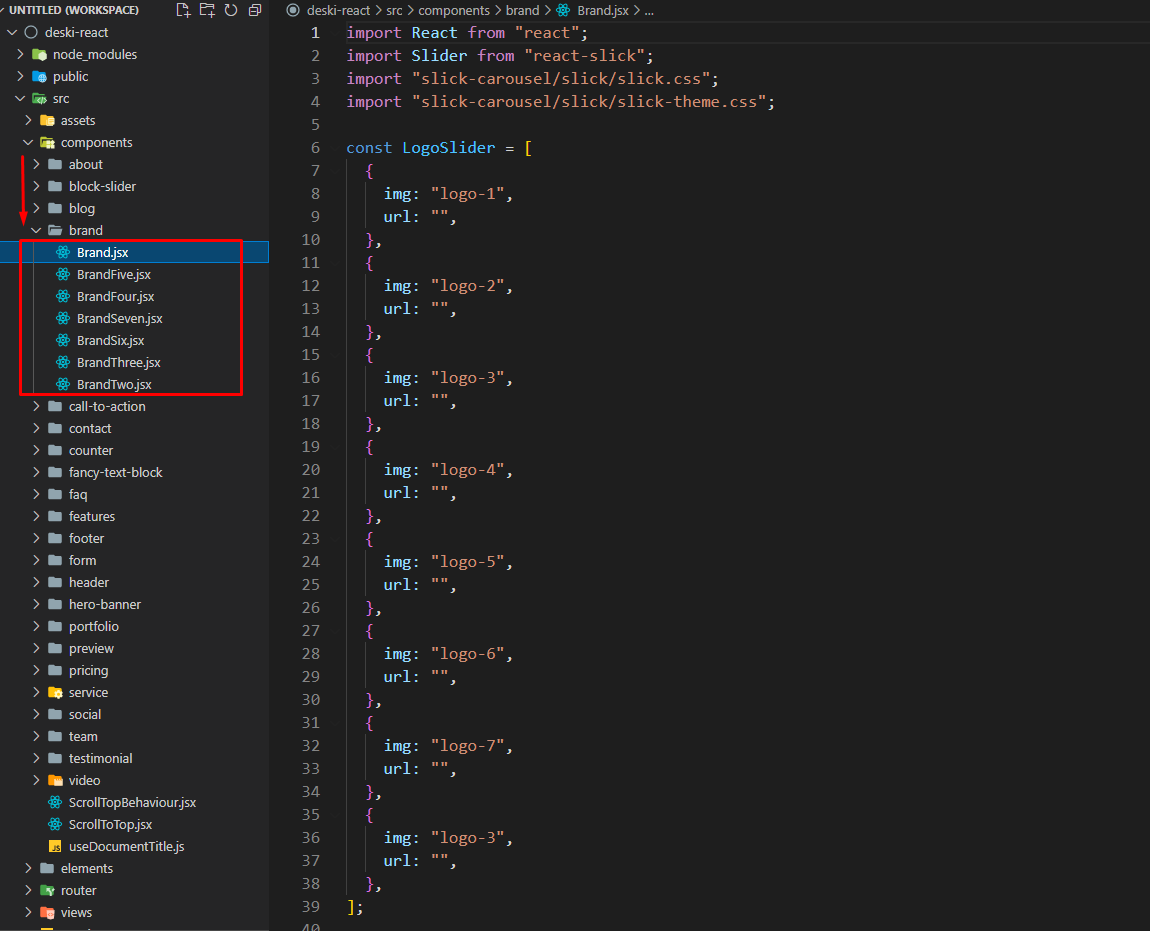 UNTITLED (WORKSPACE)
deski-react
node_modules
public
src
assets
components
about
block-slider
blog
brand
Brand.jsx
BrandFive.jsx
BrandFour.jsx
BrandSeven.jsx
BrandSix.jsx
BrandThree.jsx
BrandTwo.jsx
call-to-action
contact
counter
fancy-text-block
faq
features
footer
form
header
hero-banner
portfolio
preview
pricing
service
social
team
testimonial
video
ScrollTopBehaviour.jsx
ScrollToTop.jsx
JS useDocumentTitle.js
elements
router
views
deski-react > src > components > brand > Brand.jsx > ...
1 import React from "react";
2 import Slider from "react-slick";
3 import "slick-carousel/slick/slick.css";
4 import "slick-carousel/slick/slick-theme.css";
5
6 const LogoSlider = [
7 {
8 img: "logo-1",
9 url: "",
10 },
11 {
12 img: "logo-2",
13 url: "",
14 },
15 {
16 img: "logo-3",
17 url: "",
18 },
19 {
20 img: "logo-4",
21 url: "",
22 },
23 {
24 img: "logo-5",
25 url: "",
26 },
27 {
28 img: "logo-6",
29 url: "",
30 },
31 {
32 img: "logo-7",
33 url: "",
34 },
35 {
36 img: "logo-3",
37 url: "",
38 },
39 ];
40